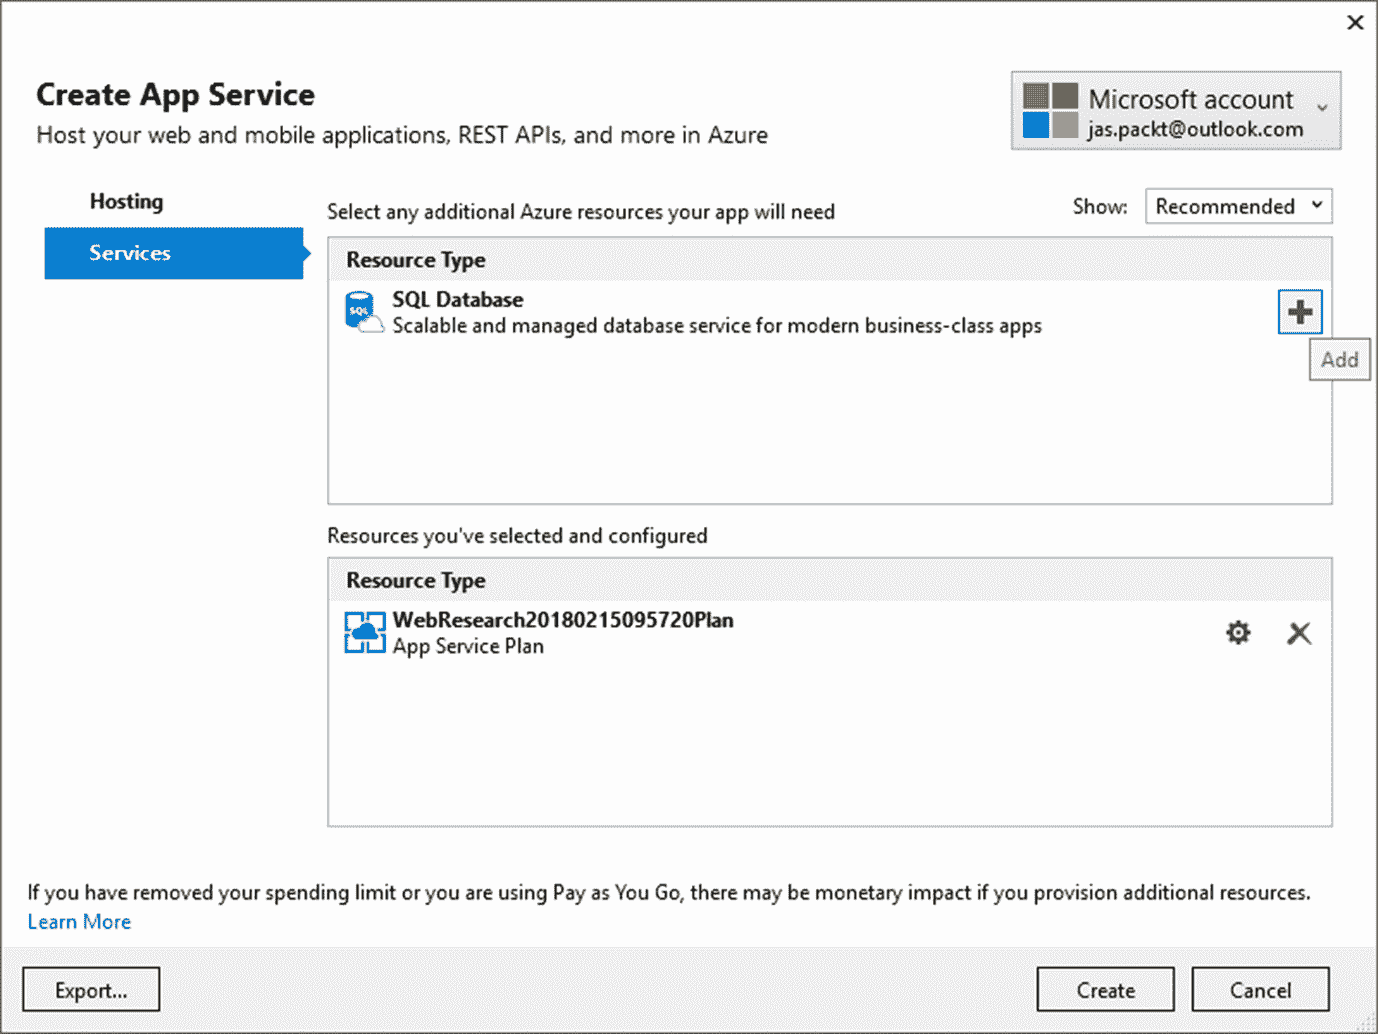 Create App Service
Host your web and mobile applications, REST APIs, and more in Azure
Microsoft account
jas.packt@outlook.com
Hosting
Services
Select any additional Azure resources your app will need
Show:
Recommended
Resource Type
SQL
SQL Database
Scalable and managed database service for modern business-class apps
Add
Resources you've selected and configured
Resource Type
WebResearch20180215095720Plan
App Service Plan
If you have removed your spending limit or you are using Pay as You Go, there may be monetary impact if you provision additional resources.
Learn More
Export...
Create
Cancel